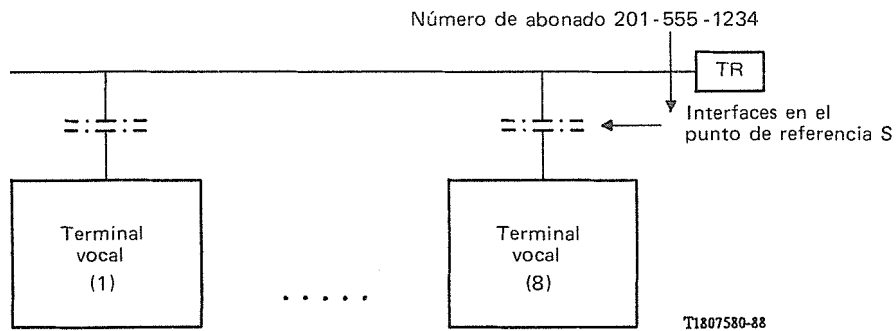 Número de abonado 201-555-1234
TR
Interfaces en el
punto de referencia S
Terminal
vocal
(1)
. . . . .
Terminal
vocal
(8)
T1807580-88